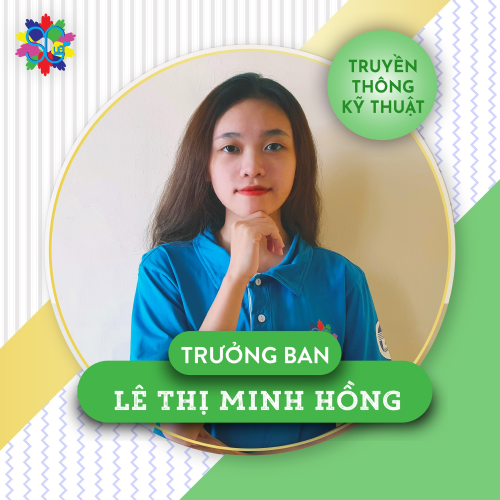 TRUYỀN
THÔNG
KỸ THUẬT
TRƯỞNG BAN
LÊ THỊ MINH HỒNG